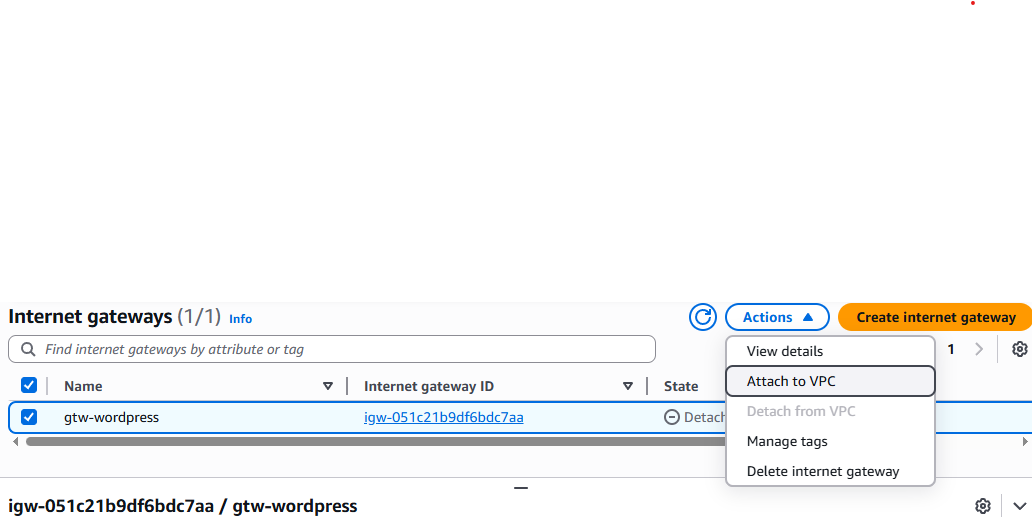 Internet gateways (1/1) Info
Actions
Create internet gateway
Find internet gateways by attribute or tag
1
View details
Attach to VPC
Detach from VPC
Manage tags
Delete internet gateway
Name
Internet gateway ID
State
gtw-wordpress
igw-051c21b9df6bdc7aa
Detach
igw-051c21b9df6bdc7aa / gtw-wordpress